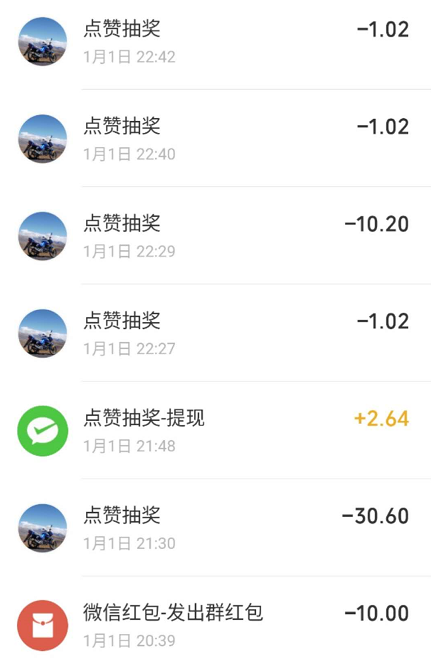 点赞抽奖
−1.02
1月1日 22:42
点赞抽奖
−1.02
1月1日 22:40
点赞抽奖
−10.20
1月1日 22:29
点赞抽奖
−1.02
1月1日 22:27
点赞抽奖-提现
+2.64
1月1日 21:48
点赞抽奖
−30.60
1月1日 21:30
微信红包-发出群红包
−10.00
1月1日 20:39